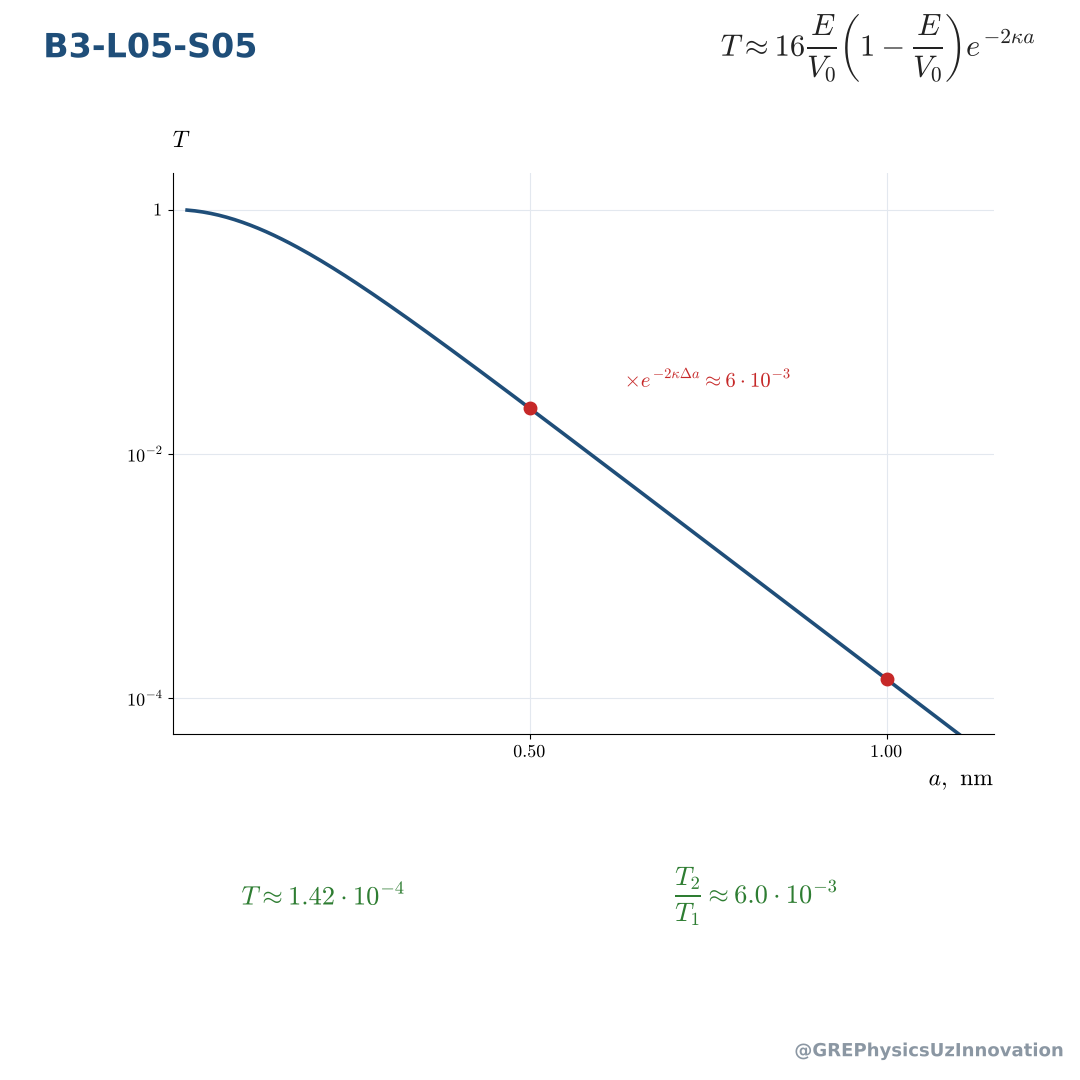 B3-L05-S05
T ≈ 16 E/V₀ (1 − E/V₀) e^{−2κa}
T
1
×e^{−2κΔa} ≈ 6 · 10^{−3}
10^{−2}
10^{−4}
0.50 1.00
a, nm
T ≈ 1.42 · 10^{−4} T₂/T₁ ≈ 6.0 · 10^{−3}
@GREPhysicsUzInnovation